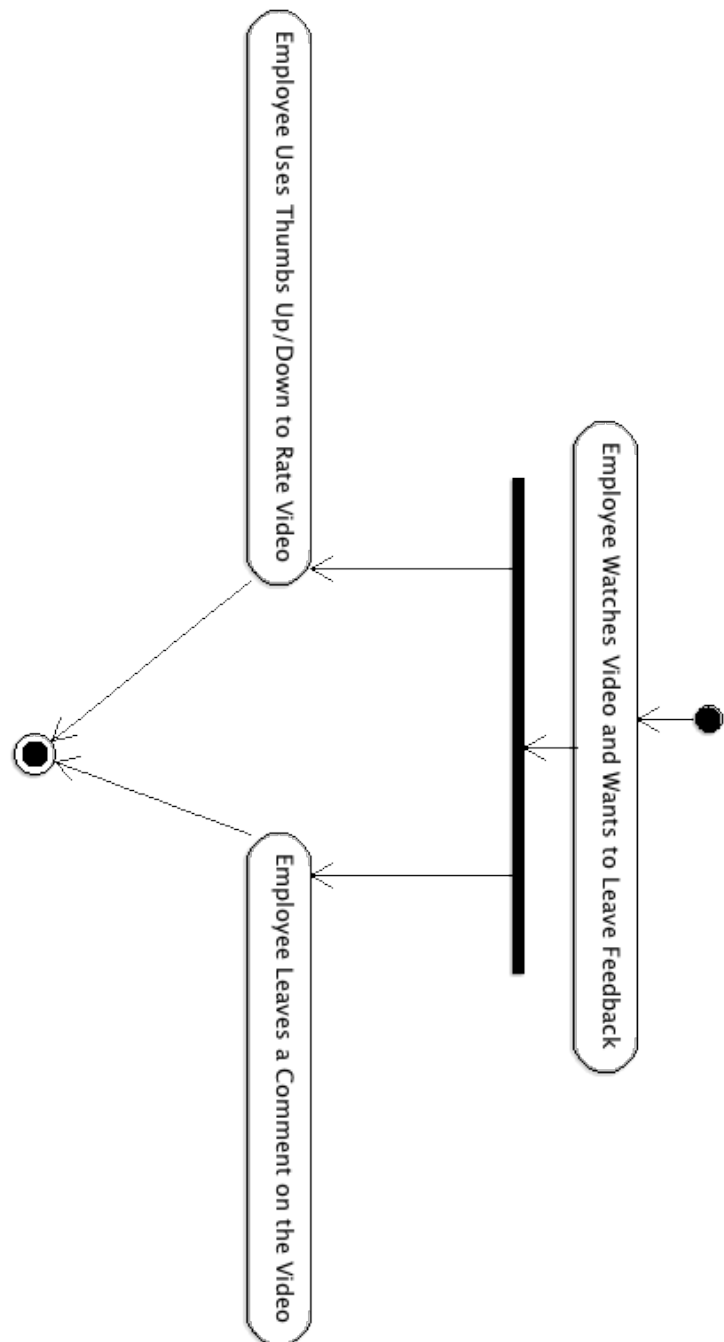 Employee Watches Video and Wants to Leave Feedback
Employee Uses Thumbs Up/Down to Rate Video
Employee Leaves a Comment on the Video